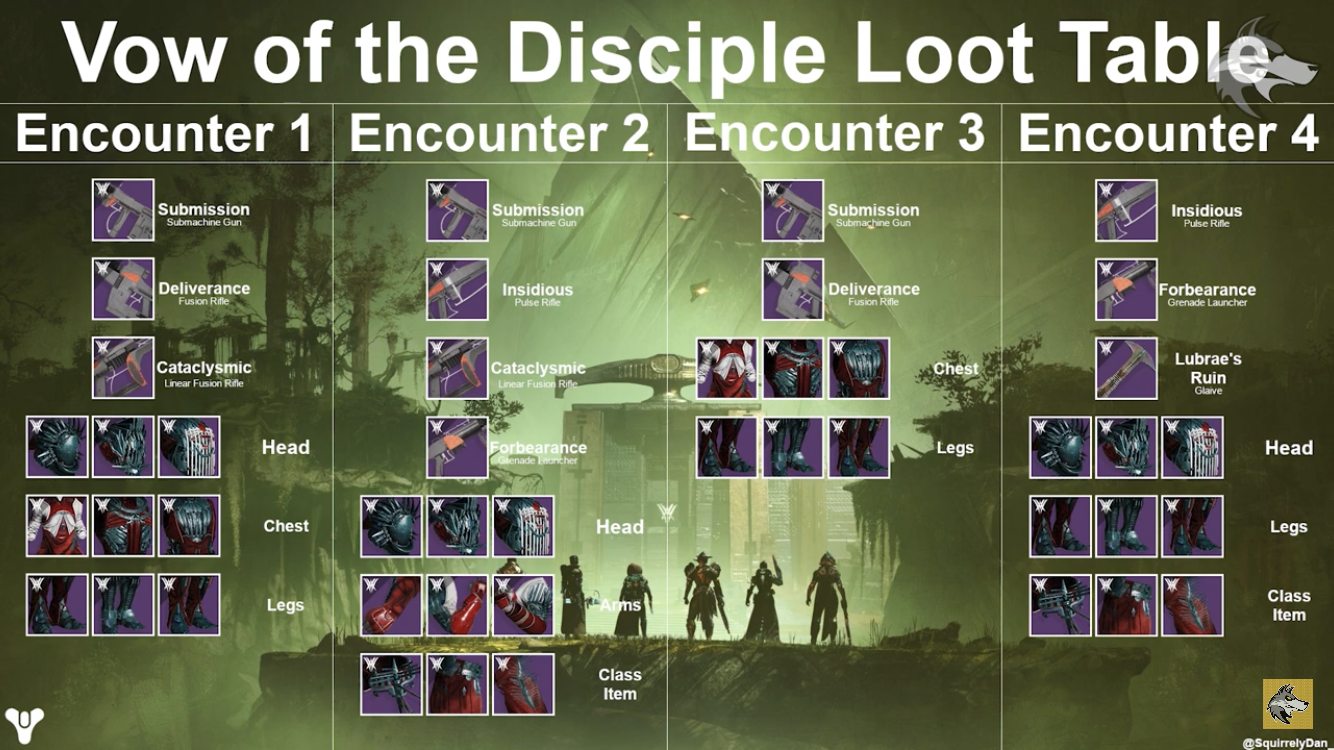 Vow of the Disciple Loot Table
Encounter 1
Submission
Submachine Gun
Deliverance
Fusion Rifle
Cataclysmic
Linear Fusion Rifle
Head
Chest
Legs
Encounter 2
Submission
Submachine Gun
Insidious
Pulse Rifle
Cataclysmic
Linear Fusion Rifle
Forbearance
Grenade Launcher
Head
Arms
Class
Item
Encounter 3
Submission
Submachine Gun
Deliverance
Fusion Rifle
Chest
Legs
Encounter 4
Insidious
Pulse Rifle
Forbearance
Grenade Launcher
Lubrae's
Ruin
Glaive
Head
Legs
Class
Item
@SquirrelyDan